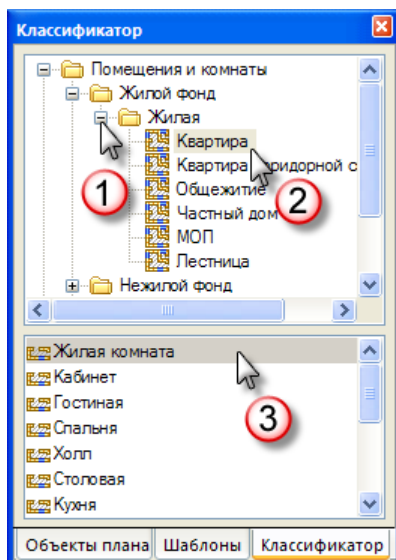 Классификатор
Помещения и комнаты
Жилой фонд
Жилая
Квартира
Квартира ридорной с
Общежитие
Частный дом
МОП
Лестница
Нежилой фонд
1
2
Жилая комната
Кабинет
Гостиная
Спальня
Холл
Столовая
Кухня
3
Объекты плана Шаблоны Классификатор